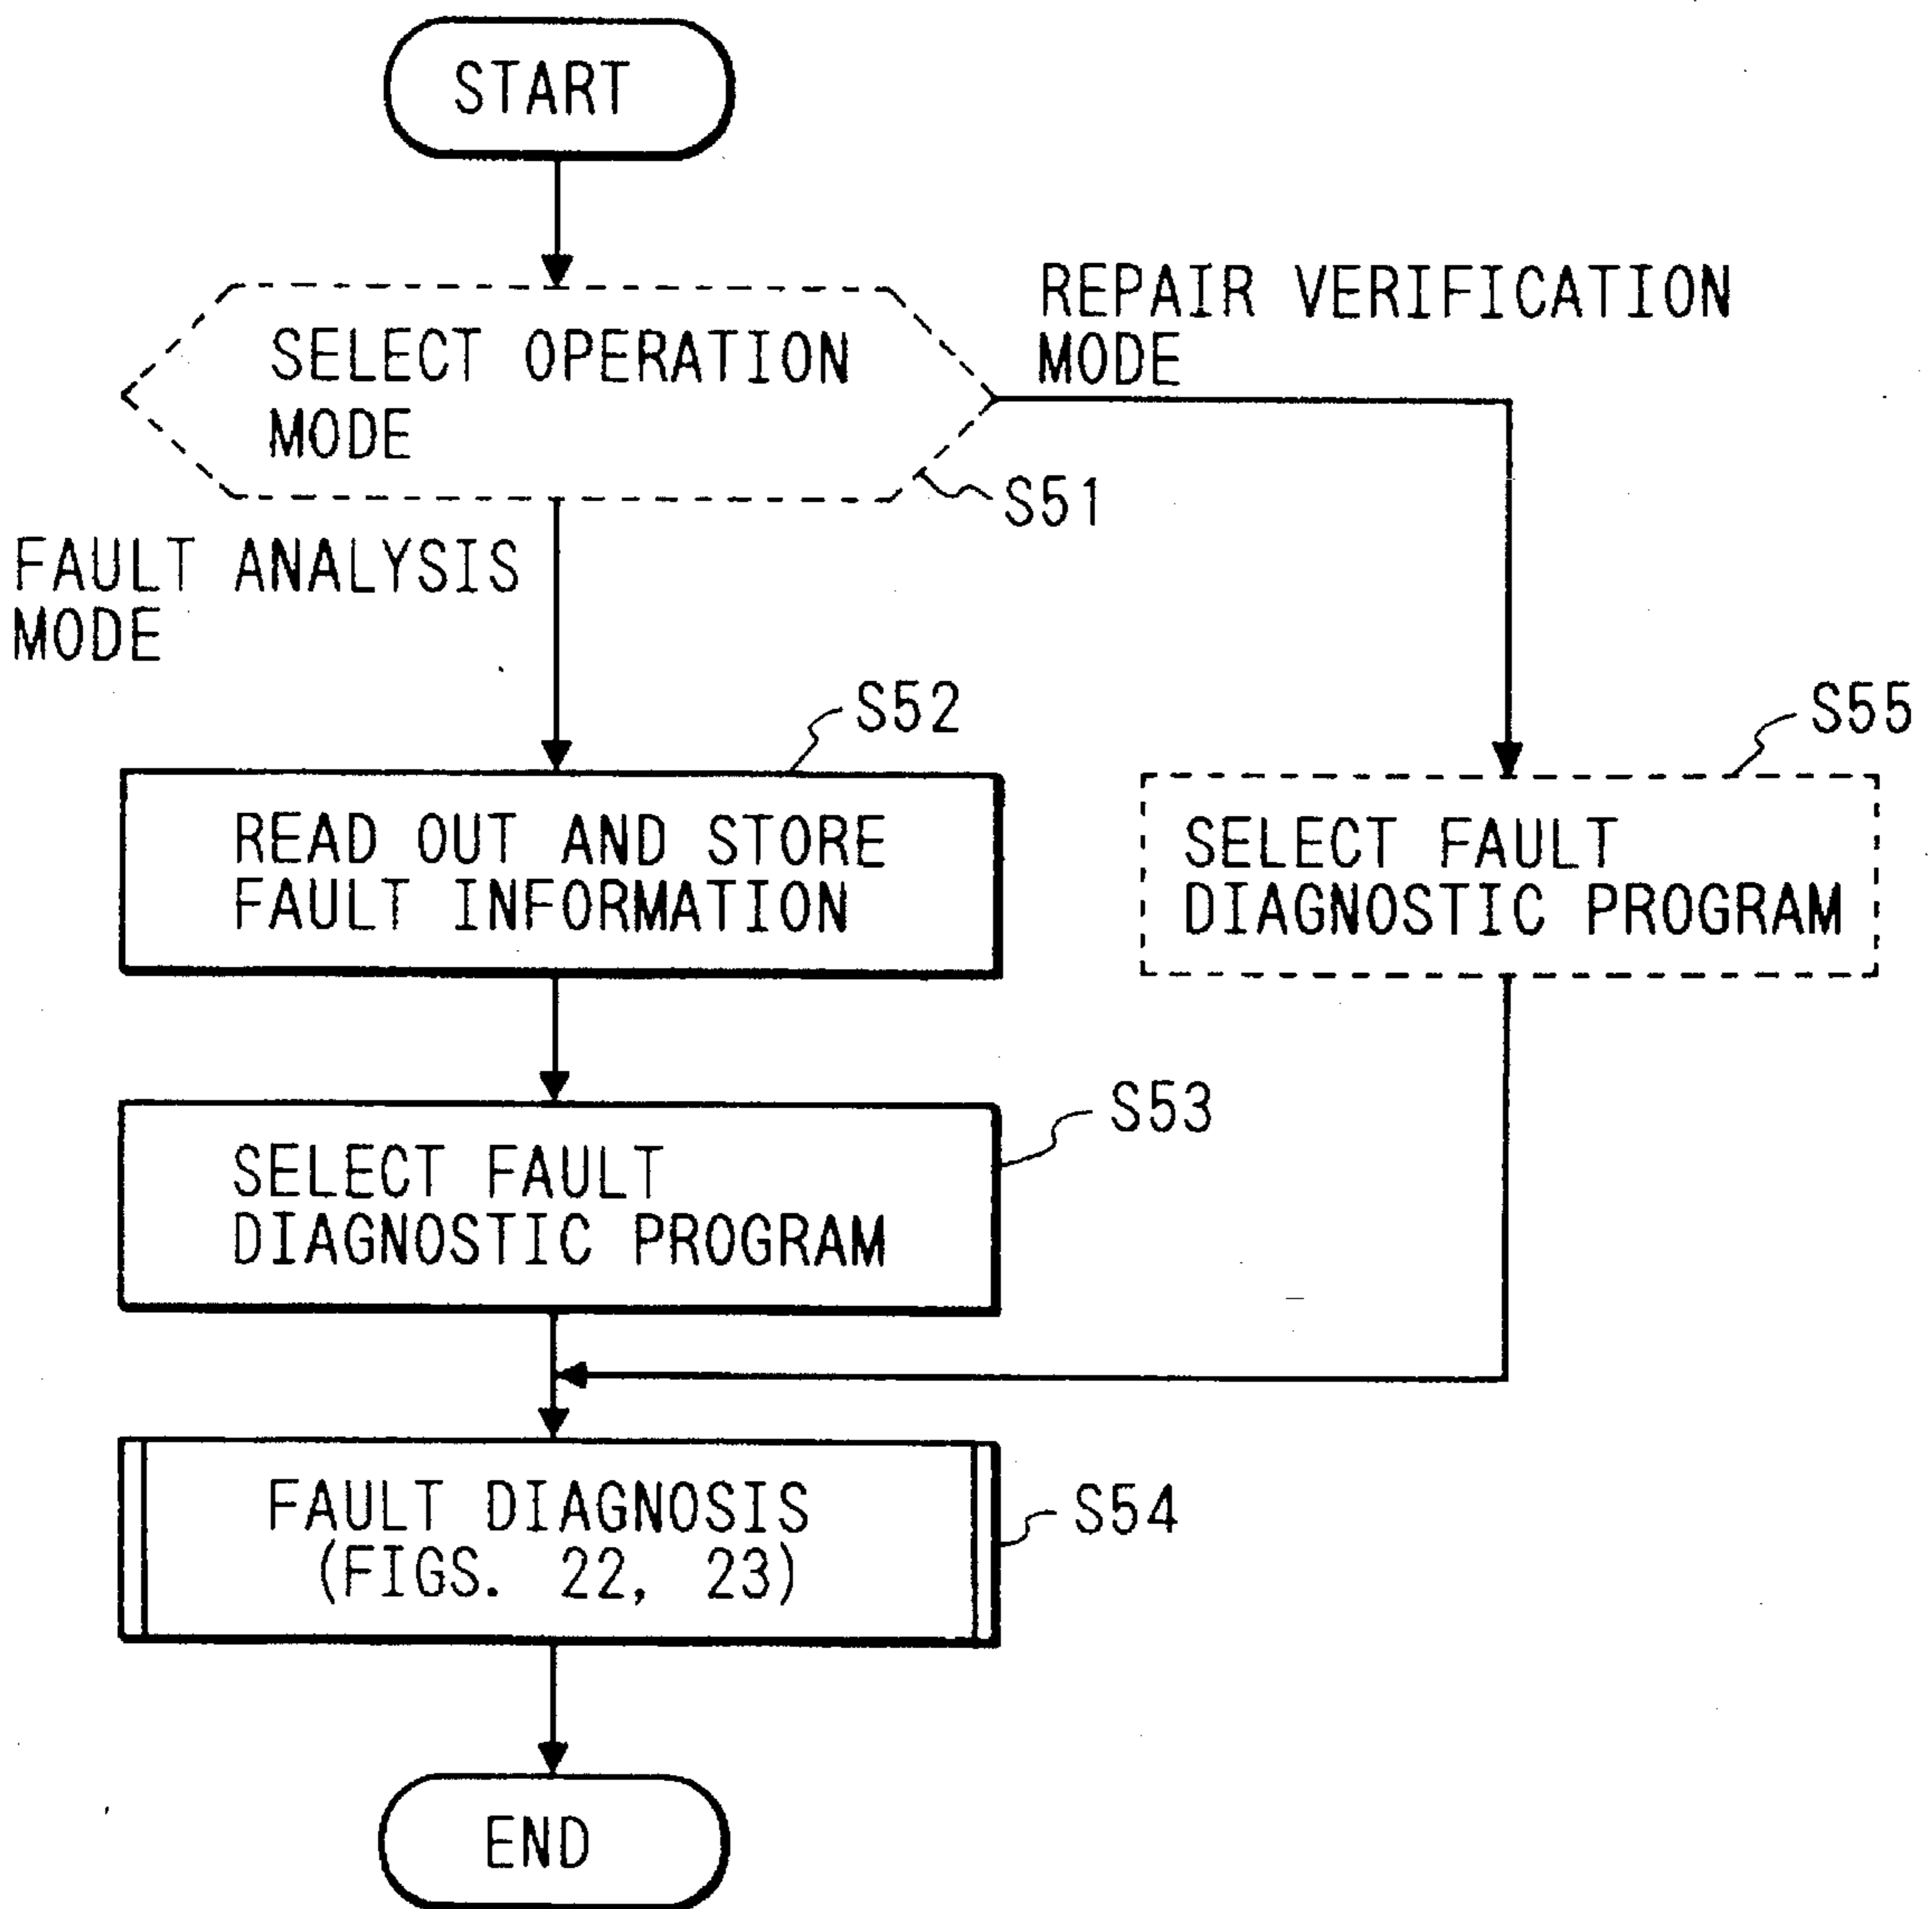 START
REPAIR VERIFICATION
MODE
SELECT OPERATION
MODE
S51
FAULT ANALYSIS
MODE
S52
S55
READ OUT AND STORE
FAULT INFORMATION
SELECT FAULT
DIAGNOSTIC PROGRAM
S53
SELECT FAULT
DIAGNOSTIC PROGRAM
FAULT DIAGNOSIS
(FIGS. 22, 23)
S54
END